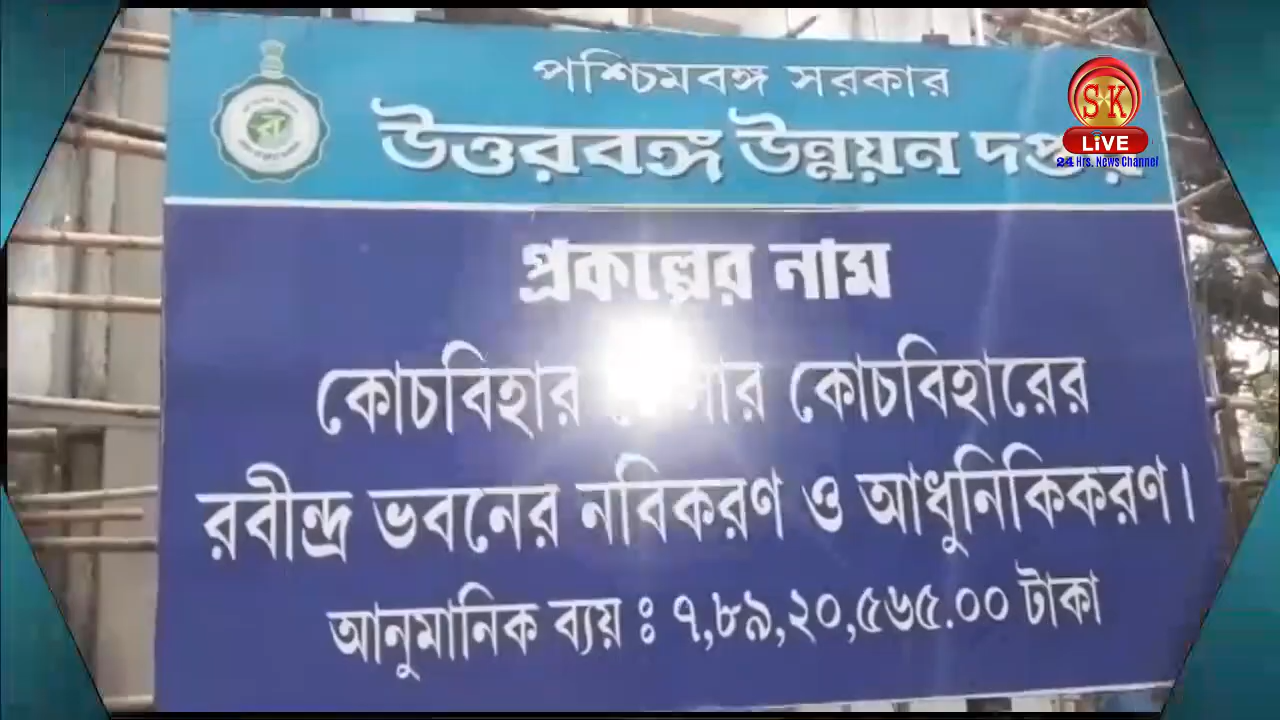 পশ্চিমবঙ্গ সরকার
উত্তরবঙ্গ উন্নয়ন দপ্তর
প্রকল্পের নাম
কোচবিহার কোচবিহারের
রবীন্দ্র ভবনের নবিকরণ ও আধুনিকিকরণ।
আনুমানিক ব্যয় ঃ ৭,৮৯,২০,৫৬৫.০০ টাকা
SK
LIVE
24 Hrs. News Channel